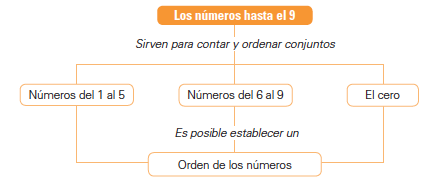 Los números hasta el 9
Sirven para contar y ordenar conjuntos
Números del 1 al 5
Números del 6 al 9
El cero
Es posible establecer un
Orden de los números